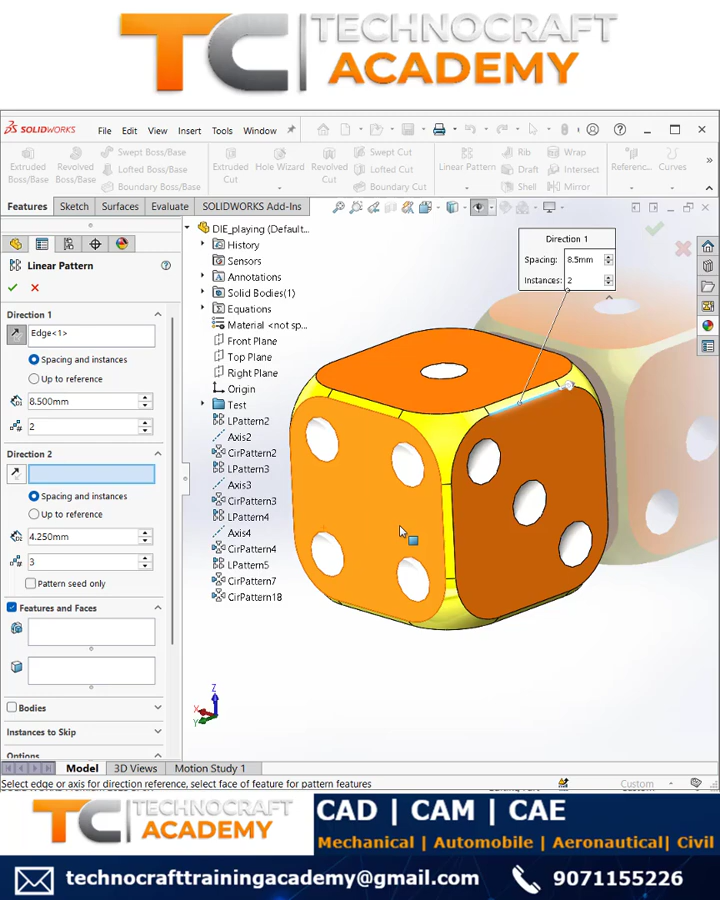 TC TECHNOCRAFT
ACADEMY
SOLIDWORKS File Edit View Insert Tools Window
Extruded Boss/Base
Revolved Boss/Base
Swept Boss/Base
Lofted Boss/Base
Boundary Boss/Base
Extruded Cut
Hole Wizard
Revolved Cut
Swept Cut
Lofted Cut
Boundary Cut
Linear Pattern
Rib
Draft
Shell
Wrap
Intersect
Mirror
Referenc...
Curves
Features Sketch Surfaces Evaluate SOLIDWORKS Add-Ins
Linear Pattern
Direction 1
Edge<1>
Spacing and instances
Up to reference
8.500mm
2
Direction 2
Spacing and instances
Up to reference
4.250mm
3
Pattern seed only
Features and Faces
Bodies
Instances to Skip
Options
DIE_playing (Default...
History
Sensors
Annotations
Solid Bodies(1)
Equations
Material <not sp...
Front Plane
Top Plane
Right Plane
Origin
Test
LPattern2
Axis2
CirPattern2
LPattern3
Axis3
CirPattern3
LPattern4
Axis4
CirPattern4
LPattern5
CirPattern7
CirPattern18
Direction 1
Spacing: 8.5mm
Instances: 2
Z
X
Y
Model 3D Views Motion Study 1
Select edge or axis for direction reference, select face of feature for pattern features
Custom
TC TECHNOCRAFT
ACADEMY
CAD | CAM | CAE
Mechanical | Automobile | Aeronautical| Civil
technocrafttrainingacademy@gmail.com 9071155226